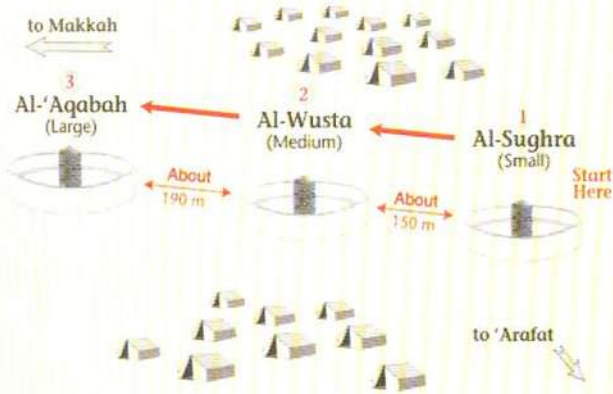 to Makkah
3
Al-‘Aqabah
(Large)
2
Al-Wusta
(Medium)
1
Al-Sughra
(Small)
Start
Here
About
190 m
About
150 m
to ‘Arafat